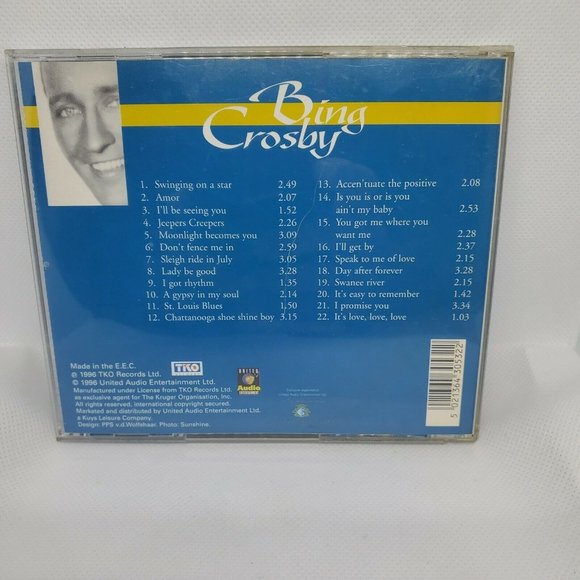 Bing
Crosby
1. Swinging on a star 2.49
2. Amor 2.07
3. I'll be seeing you 1.52
4. Jeepers Creepers 2.26
5. Moonlight becomes you 3.09
6. Don't fence me in 2.59
7. Sleigh ride in July 3.05
8. Lady be good 3.28
9. I got rhythm 1.35
10. A gypsy in my soul 2.14
11. St. Louis Blues 1,50
12. Chattanooga shoe shine boy 3.15
13. Accen'tuate the positive 2.08
14. Is you is or is you
ain't my baby 2.53
15. You got me where you
want me 2.28
16. I'll get by 2.37
17. Speak to me of love 2.15
18. Day after forever 3.28
19. Swanee river 2.15
20. It's easy to remember 1.42
21. I promise you 3.34
22. It's love, love, love 1.03
Made in the E.E.C.
℗ 1996 TKO Records Ltd.
© 1996 United Audio Entertainment Ltd.
Manufactured under License from TKO Records Ltd.
as exclusive agent for The Kruger Organisation, Inc.
All rights reserved, international copyright secured.
Marketed and distributed by United Audio Entertainment Ltd.
a Kuys Leisure Company.
Design: PPS v.d.Wolfshaar. Photo: Sunshine.
TKO
UNITED
Audio
5 021364 305322